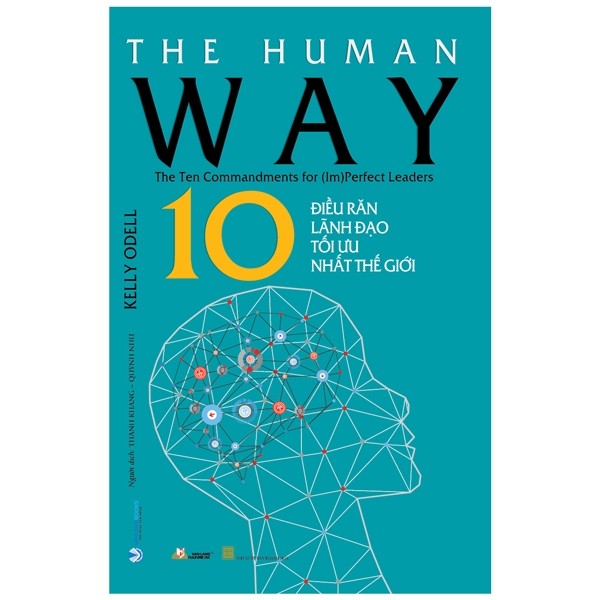 THE HUMAN
WAY
The Ten Commandments for (Im)Perfect Leaders
10
ĐIỀU RĂN
LÃNH ĐẠO
TỐI ƯU
NHẤT THẾ GIỚI
KELLY ODELL
Người dịch: THANH KHANG – QUỲNH NHƯ